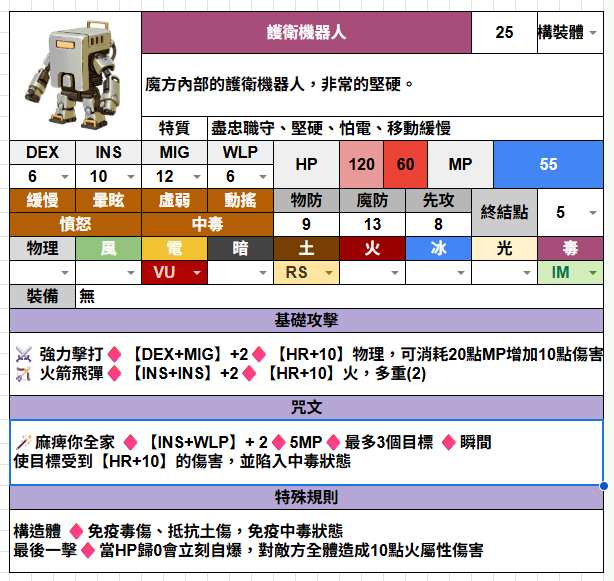 護衛機器人 25 構裝體
魔方內部的護衛機器人，非常的堅硬。
特質 盡忠職守、堅硬、怕電、移動緩慢
DEX INS MIG WLP HP 120 60 MP 55
6 10 12 6
緩慢 暈眩 虛弱 動搖 物防 魔防 先攻 終結點 5
憤怒 中毒 9 13 8
物理 風 電 暗 土 火 冰 光 毒
VU RS IM
裝備 無
基礎攻擊
強力擊打♦【DEX+MIG】+2♦【HR+10】物理，可消耗20點MP增加10點傷害
火箭飛彈♦【INS+INS】+2♦【HR+10】火，多重(2)
咒文
麻痺你全家 ♦【INS+WLP】+ 2♦5MP♦最多3個目標 ♦瞬間
使目標受到【HR+10】的傷害，並陷入中毒狀態
特殊規則
構造體 ♦免疫毒傷、抵抗土傷，免疫中毒狀態
最後一擊♦當HP歸0會立刻自爆，對敵方全體造成10點火屬性傷害